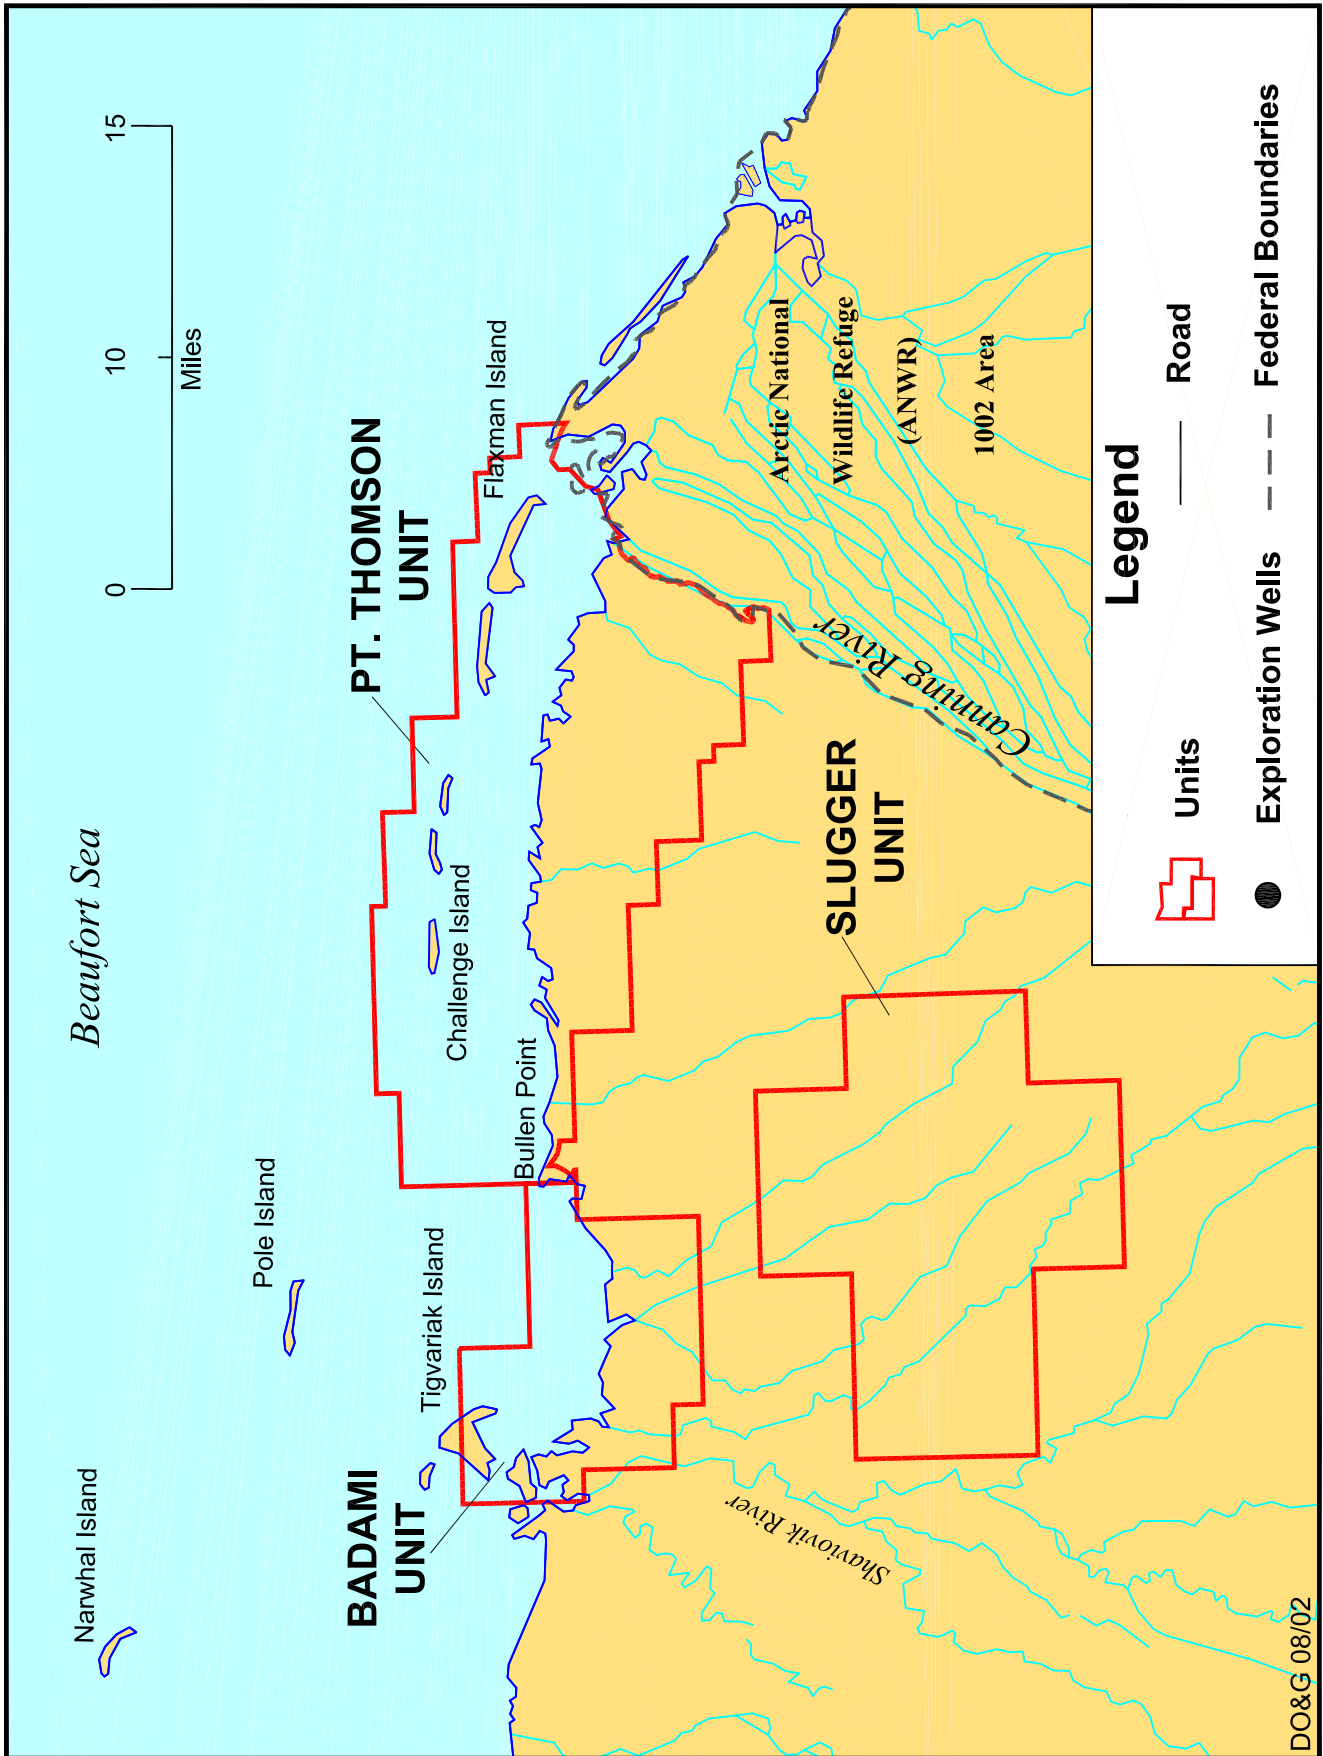 Beaufort Sea
Narwhal Island
Pole Island
0 10 15
Miles
BADAMI
UNIT
Tigvariak Island
PT. THOMSON
UNIT
Challenge Island
Bullen Point
Flaxman Island
Shaviovik River
SLUGGER
UNIT
Canning River
Arctic National
Wildlife Refuge
(ANWR)
1002 Area
Legend
Units
Road
Exploration Wells
Federal Boundaries
DO&G 08/02